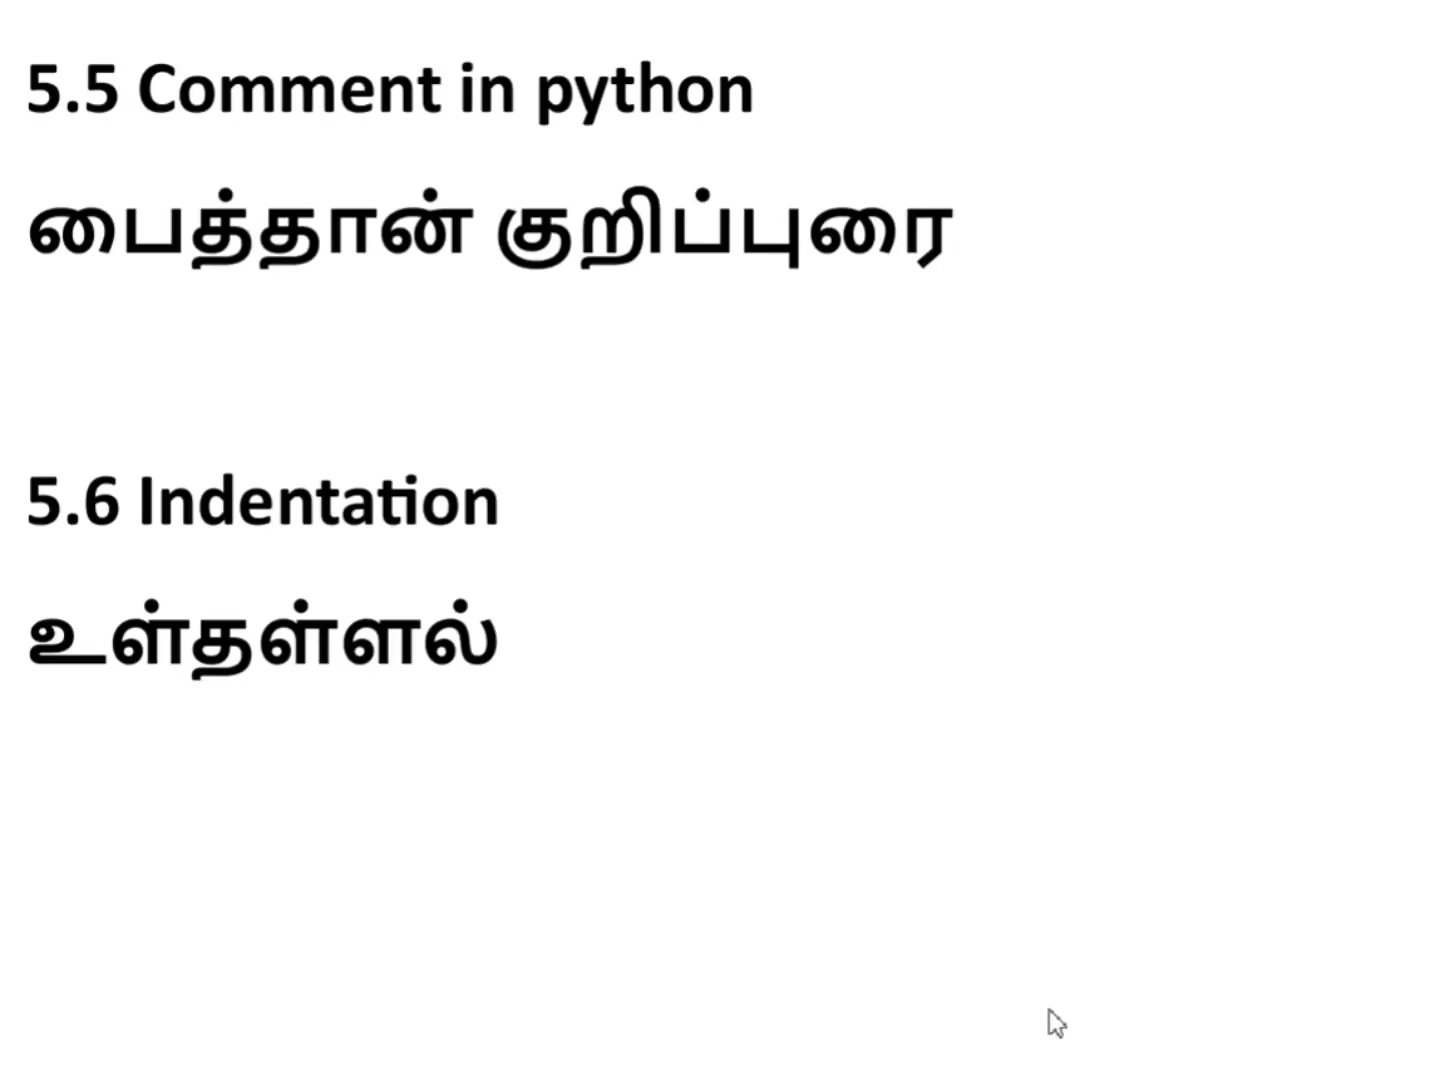 5.5 Comment in python
பைத்தான் குறிப்புரை
5.6 Indentation
உள்தள்ளல்